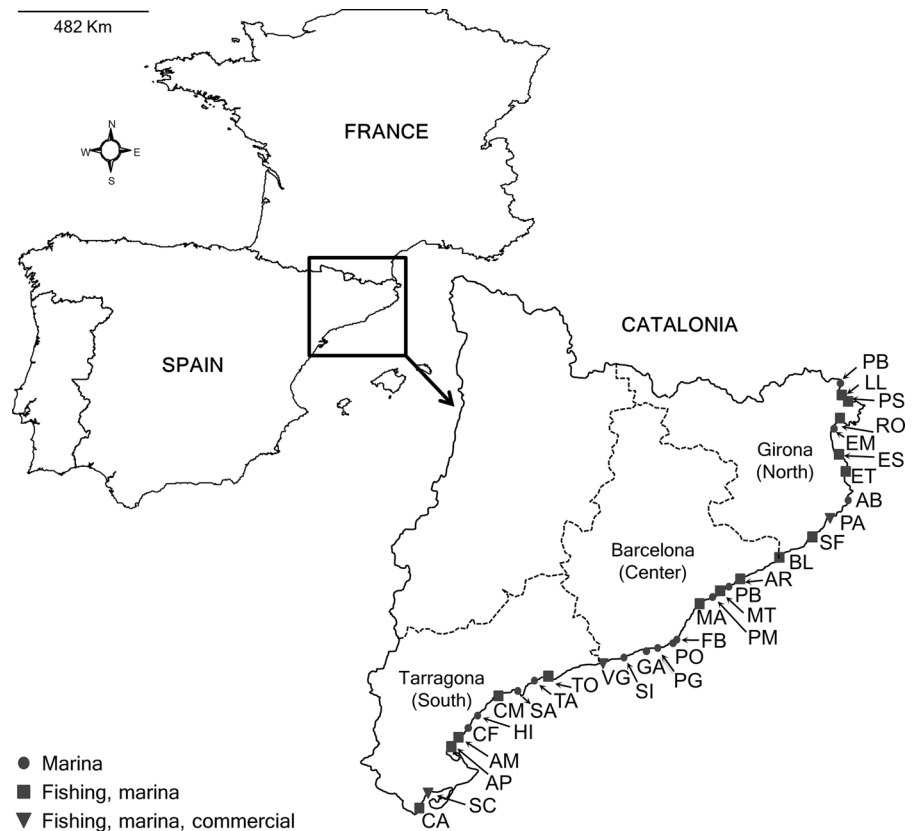 482 Km
FRANCE
N
W E
S
SPAIN
CATALONIA
PB
LL
PS
RO
EM
ES
ET
AB
PA
SF
BL
AR
PB
MT
MA
PM
FB
PO
GA
PG
VG
SI
TO
TA
SA
CM
HI
CF
AM
AP
SC
CA
Girona
(North)
Barcelona
(Center)
Tarragona
(South)
Marina
Fishing, marina
Fishing, marina, commercial